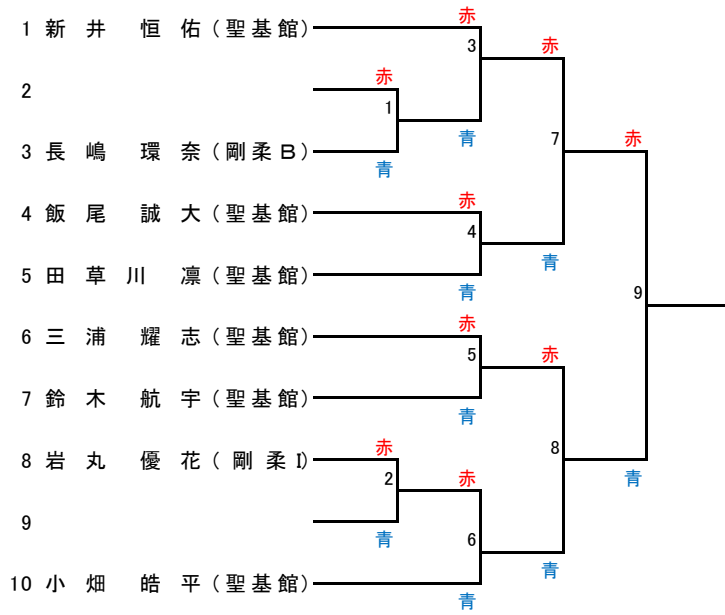 1 新井 恒佑(聖基館)
赤
3
赤
2
赤
1
3 長嶋 環奈(剛柔B)
青
青
7
赤
4 飯尾 誠大(聖基館)
赤
4
5 田草川 凛(聖基館)
青
青
9
6 三浦 耀志(聖基館)
赤
5
赤
7 鈴木 航宇(聖基館)
青
8 岩丸 優花(剛柔I)
赤
2
赤
8
青
9
青
6
10 小畑 皓平(聖基館)
青
青